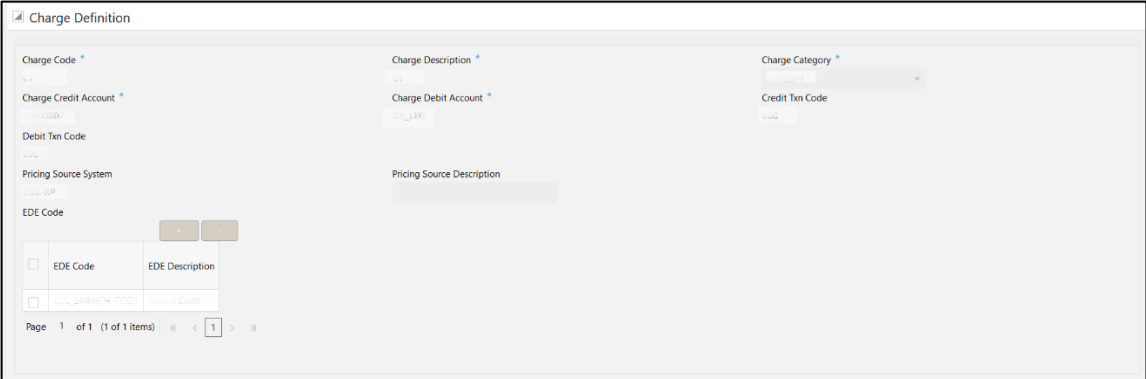 Charge Definition
Charge Code * Charge Description * Charge Category *
Charge Credit Account * Charge Debit Account * Credit Txn Code
Debit Txn Code
Pricing Source System Pricing Source Description
EDE Code
+ -
EDE Code EDE Description
Page 1 of 1 (1 of 1 items) 1